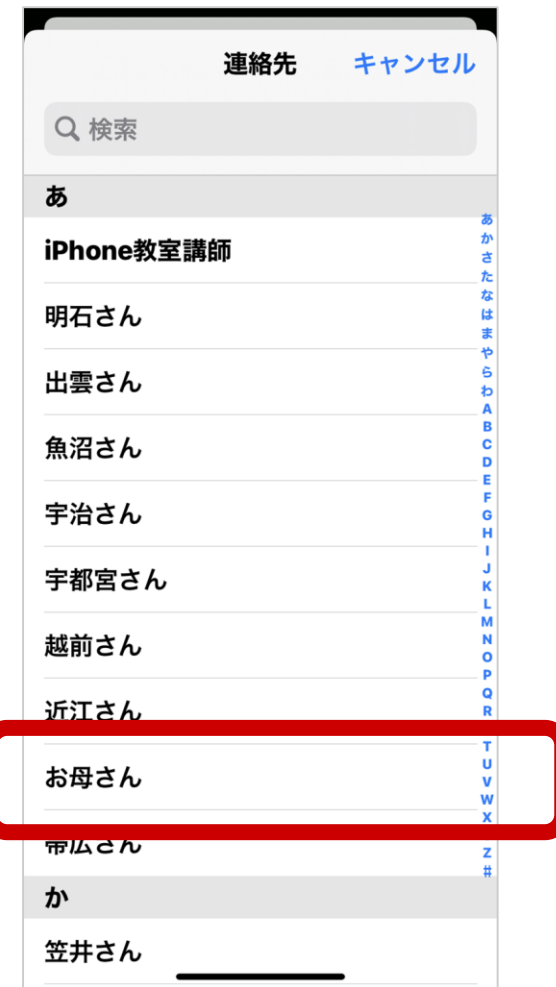 連絡先 キャンセル
検索
あ
iPhone教室講師
明石さん
出雲さん
魚沼さん
宇治さん
宇都宮さん
越前さん
近江さん
お母さん
帯広さん
か
笠井さん
あ
か
さ
た
な
は
ま
や
ら
わ
A
B
C
D
E
F
G
H
I
J
K
L
M
N
O
P
Q
R
T
U
V
W
X
Z
#